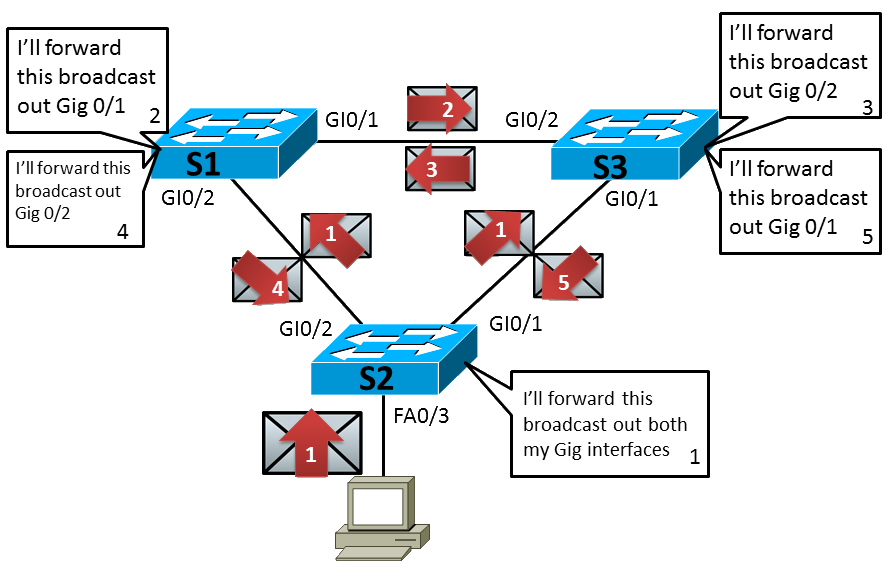 I'll forward
this broadcast
out Gig 0/1
2
I'll forward this
broadcast out
Gig 0/2
4
I'll forward
this broadcast
out Gig 0/2
3
I'll forward
this broadcast
out Gig 0/1
5
GI0/1
2
GI0/2
S1
3
S3
GI0/2
GI0/1
1
1
4
5
GI0/2
GI0/1
S2
FA0/3
1
I'll forward this
broadcast out both
my Gig interfaces
1